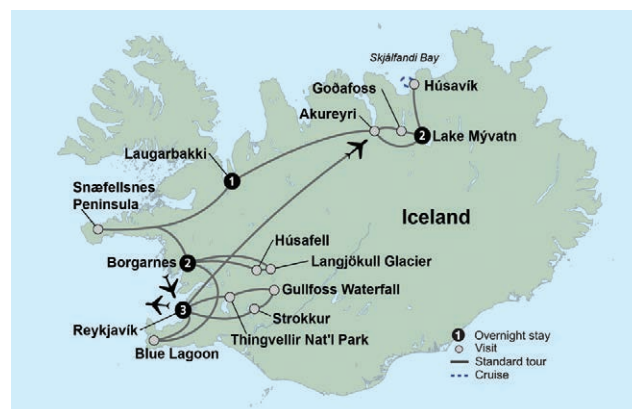 Skjálfandi Bay
Goðafoss
Húsavík
Akureyri
2
Lake Mývatn
Laugarbakki
1
Snæfellsnes
Peninsula
Iceland
Húsafell
Borgarnes
2
Langjökull Glacier
Gullfoss Waterfall
Reykjavík
3
Strokkur
Thingvellir Nat'l Park
Blue Lagoon
1 Overnight stay
Visit
Standard tour
Cruise